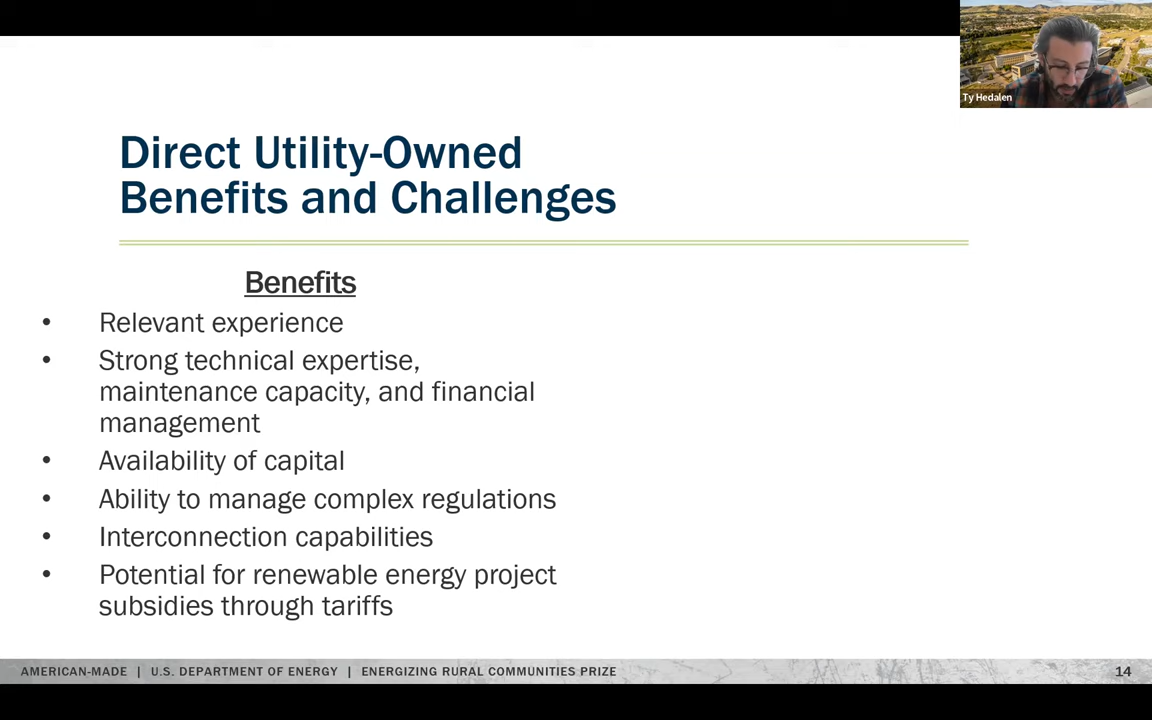 Ty Hedalen
Direct Utility-Owned
Benefits and Challenges
Benefits
• Relevant experience
• Strong technical expertise,
maintenance capacity, and financial
management
• Availability of capital
• Ability to manage complex regulations
• Interconnection capabilities
• Potential for renewable energy project
subsidies through tariffs
AMERICAN-MADE | U.S. DEPARTMENT OF ENERGY | ENERGIZING RURAL COMMUNITIES PRIZE
14